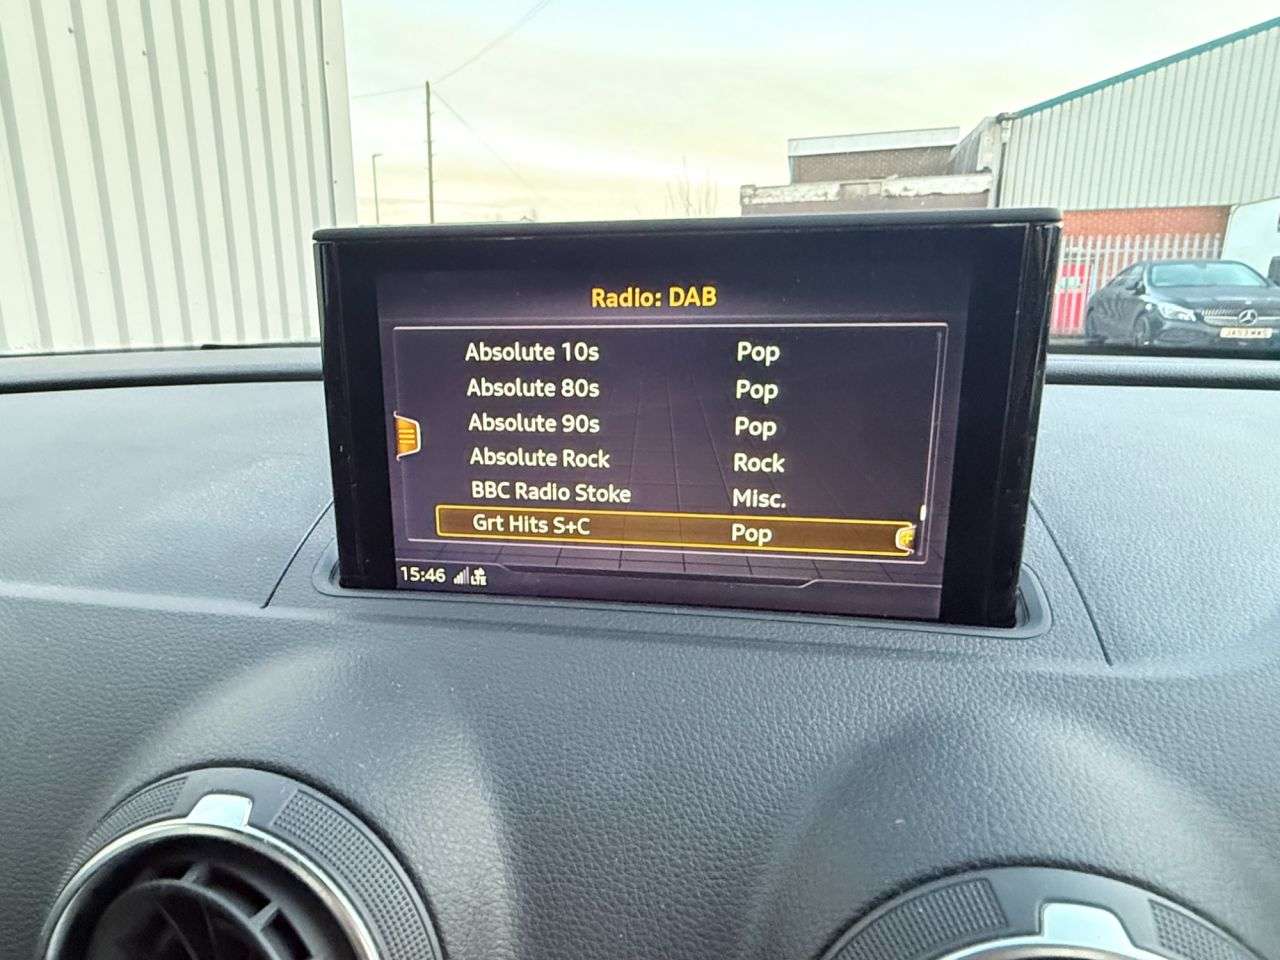 Radio: DAB
Absolute 10s Pop
Absolute 80s Pop
Absolute 90s Pop
Absolute Rock Rock
BBC Radio Stoke Misc.
Grt Hits S+C Pop
15:46 LTE